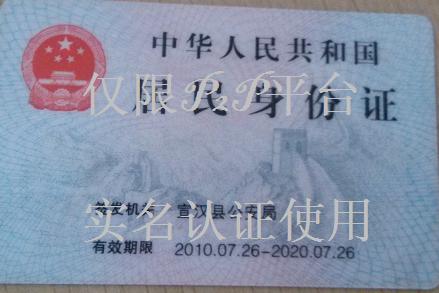 中华人民共和国
仅限P2P平台
居民身份证
签发机关 宣汉县公安局
实名认证使用
有效期限 2010.07.26-2020.07.26